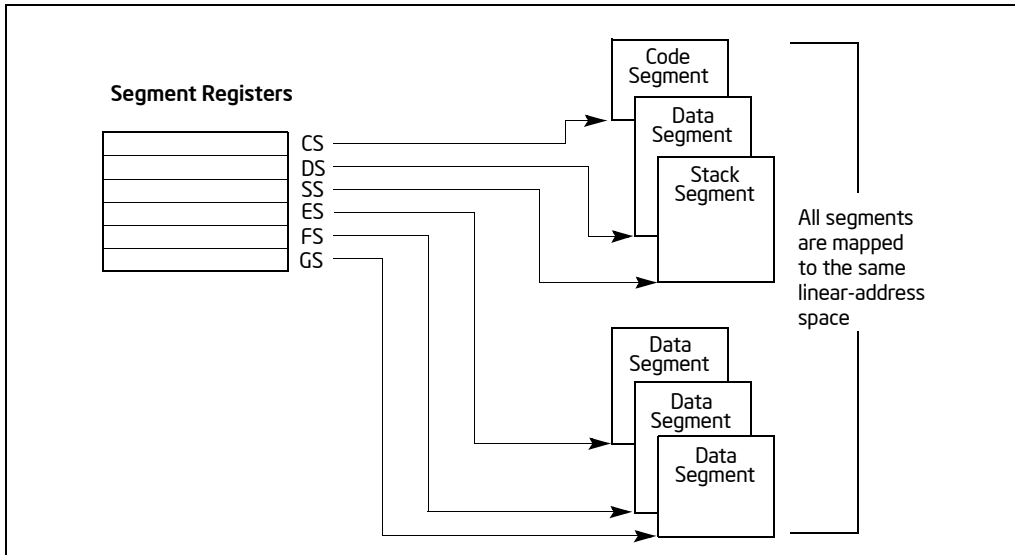 Segment Registers
CS
DS
SS
ES
FS
GS
Code
Segment
Data
Segment
Stack
Segment
Data
Segment
Data
Segment
Data
Segment
All segments
are mapped
to the same
linear-address
space